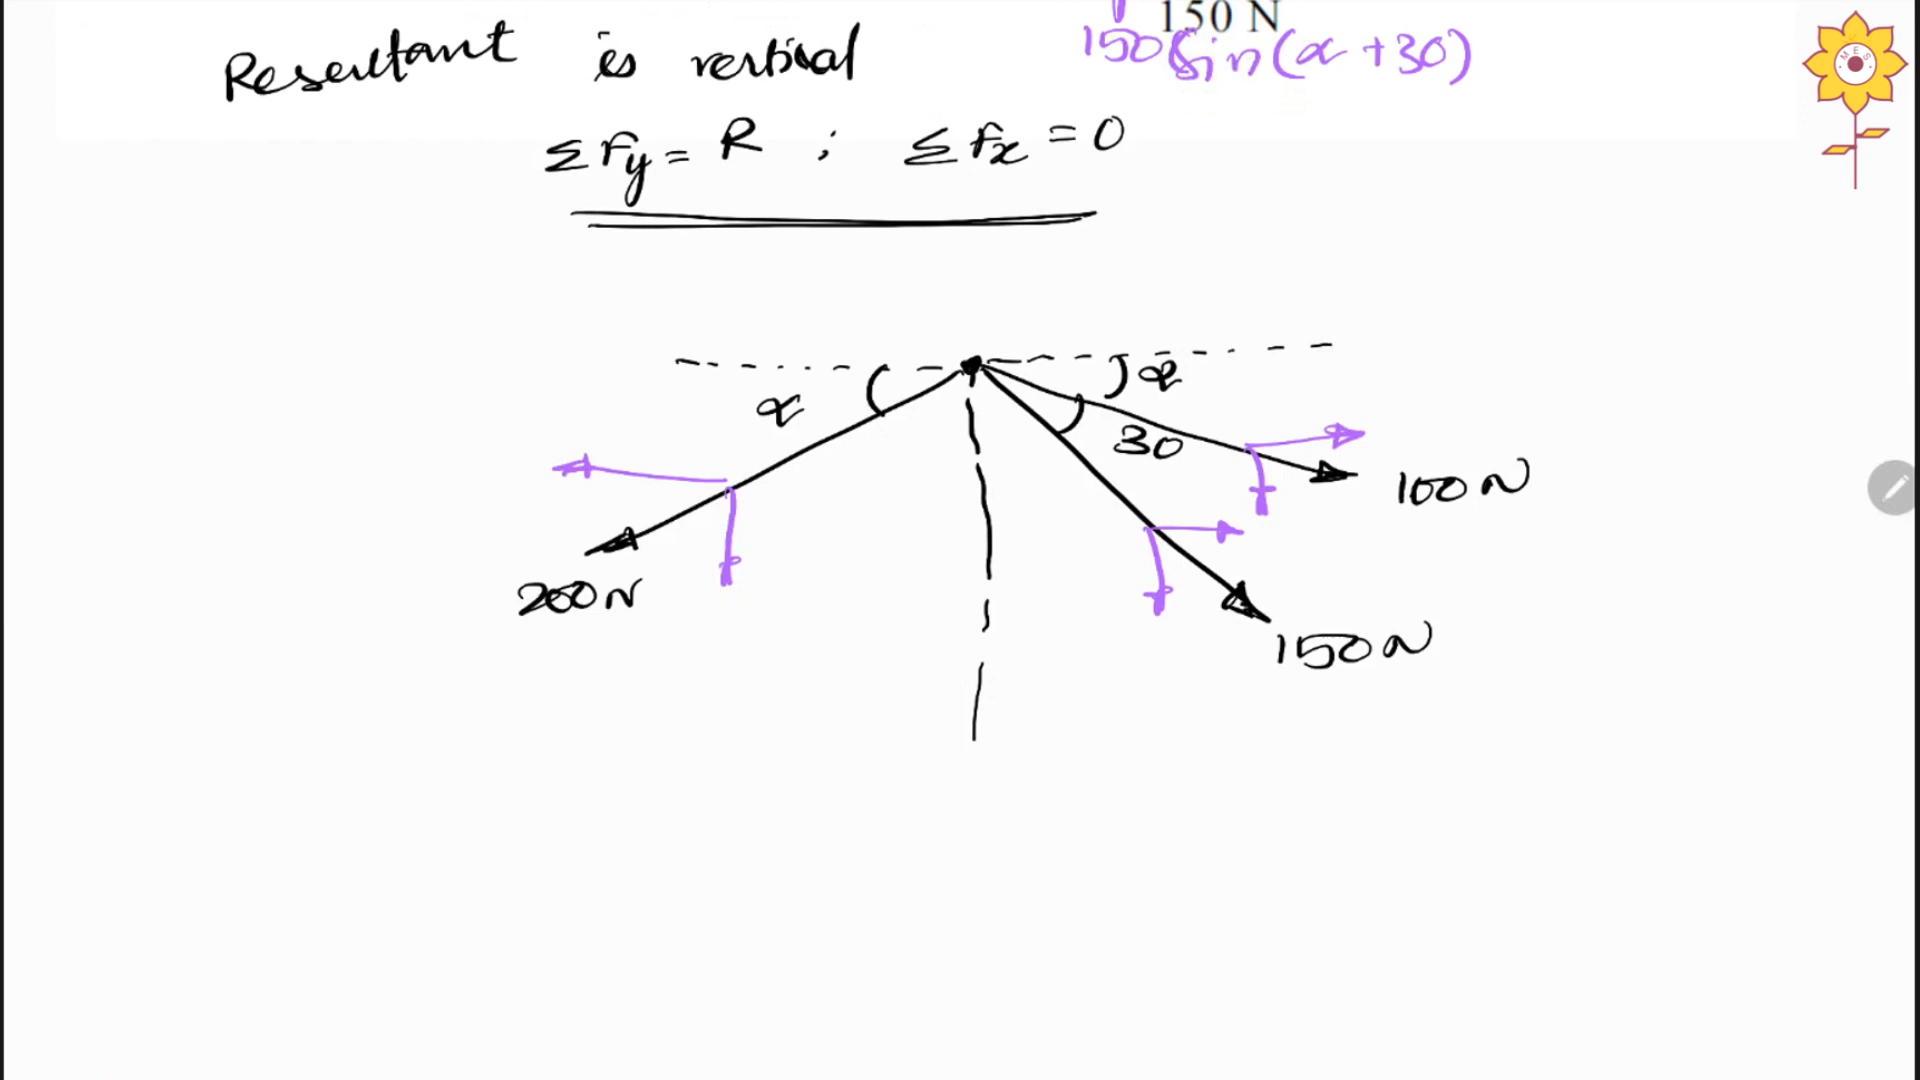 150 N
Resultant is vertical
150 Sin(α +30)
ΣFy = R ; ΣFx = 0
α
α
30
100 N
200 N
150 N
M E S